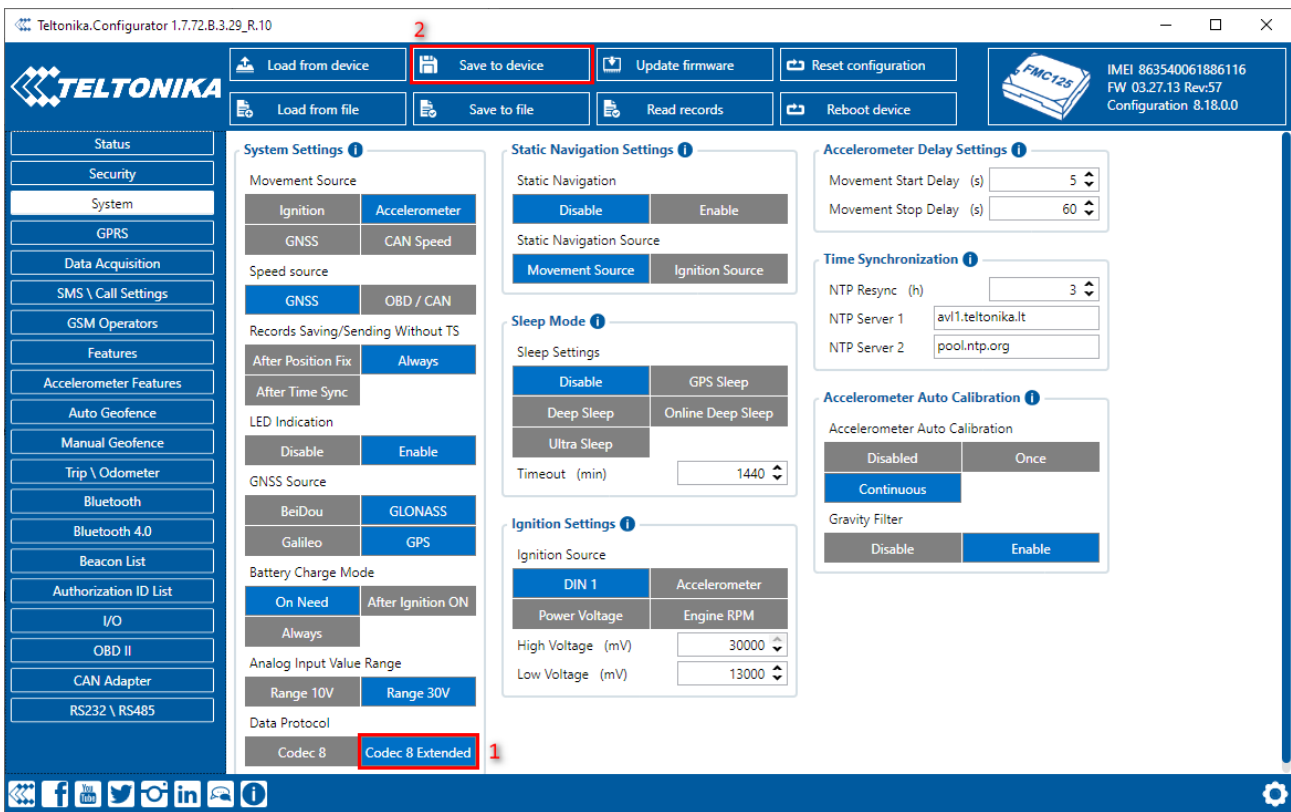 Teltonika.Configurator 1.7.72.B.3.29_R.10
2
TELTONIKA
Load from device
Save to device
Update firmware
Reset configuration
Load from file
Save to file
Read records
Reboot device
FMC125
IMEI 863540061886116
FW 03.27.13 Rev:57
Configuration 8.18.0.0
Status
Security
System
GPRS
Data Acquisition
SMS \ Call Settings
GSM Operators
Features
Accelerometer Features
Auto Geofence
Manual Geofence
Trip \ Odometer
Bluetooth
Bluetooth 4.0
Beacon List
Authorization ID List
I/O
OBD II
CAN Adapter
RS232 \ RS485
System Settings i
Movement Source
Ignition Accelerometer
GNSS CAN Speed
Speed source
GNSS OBD / CAN
Records Saving/Sending Without TS
After Position Fix Always
After Time Sync
LED Indication
Disable Enable
GNSS Source
BeiDou GLONASS
Galileo GPS
Battery Charge Mode
On Need After Ignition ON
Always
Analog Input Value Range
Range 10V Range 30V
Data Protocol
Codec 8 Codec 8 Extended 1
Static Navigation Settings i
Static Navigation
Disable Enable
Static Navigation Source
Movement Source Ignition Source
Sleep Mode i
Sleep Settings
Disable GPS Sleep
Deep Sleep Online Deep Sleep
Ultra Sleep
Timeout (min) 1440
Ignition Settings i
Ignition Source
DIN 1 Accelerometer
Power Voltage Engine RPM
High Voltage (mV) 30000
Low Voltage (mV) 13000
Accelerometer Delay Settings i
Movement Start Delay (s) 5
Movement Stop Delay (s) 60
Time Synchronization i
NTP Resync (h) 3
NTP Server 1 avl1.teltonika.lt
NTP Server 2 pool.ntp.org
Accelerometer Auto Calibration i
Accelerometer Auto Calibration
Disabled Once
Continuous
Gravity Filter
Disable Enable
f You Tube in i